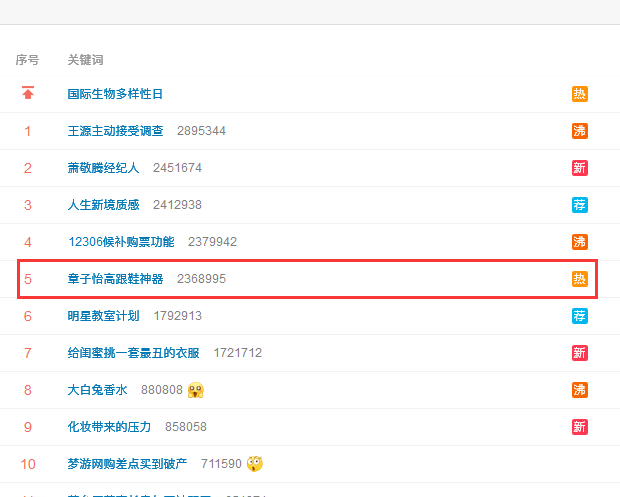 序号 关键词
国际生物多样性日 热
1 王源主动接受调查 2895344 沸
2 萧敬腾经纪人 2451674 新
3 人生新境质感 2412938 荐
4 12306候补购票功能 2379942 沸
5 章子怡高跟鞋神器 2368995 热
6 明星教室计划 1792913 荐
7 给闺蜜挑一套最丑的衣服 1721712 新
8 大白兔香水 880808 沸
9 化妆带来的压力 858058 新
10 梦游网购差点买到破产 711590